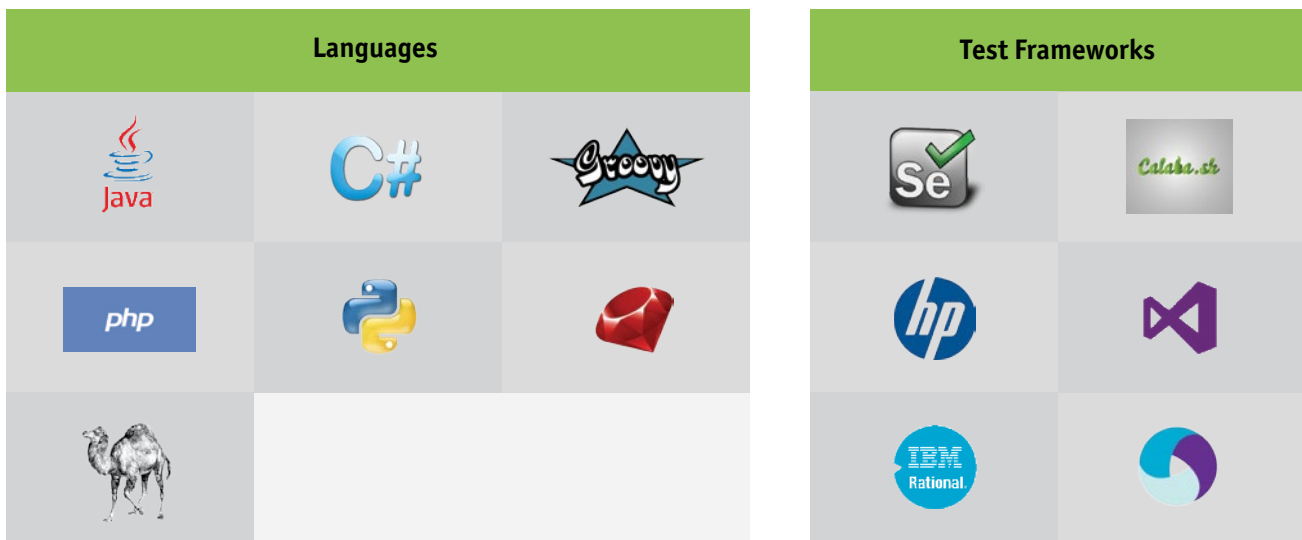 Languages
Test Frameworks
Java
C#
Groovy
Se
Calaba.sh
php
hp
IBM
Rational.